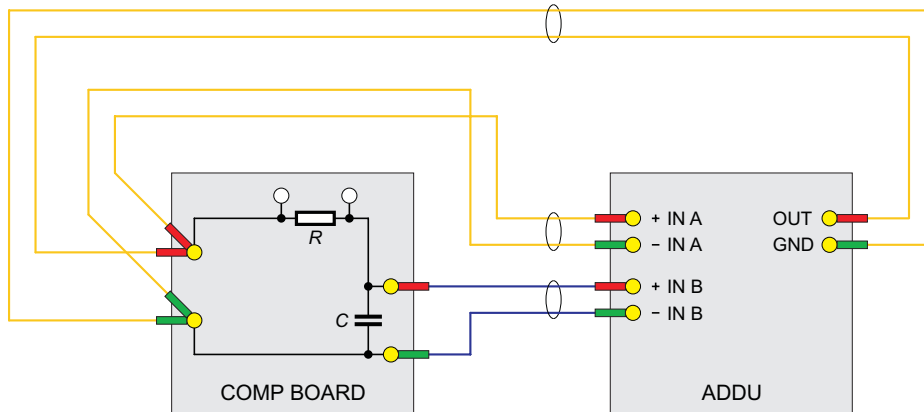 R
C
COMP BOARD
+ IN A
− IN A
+ IN B
− IN B
OUT
GND
ADDU